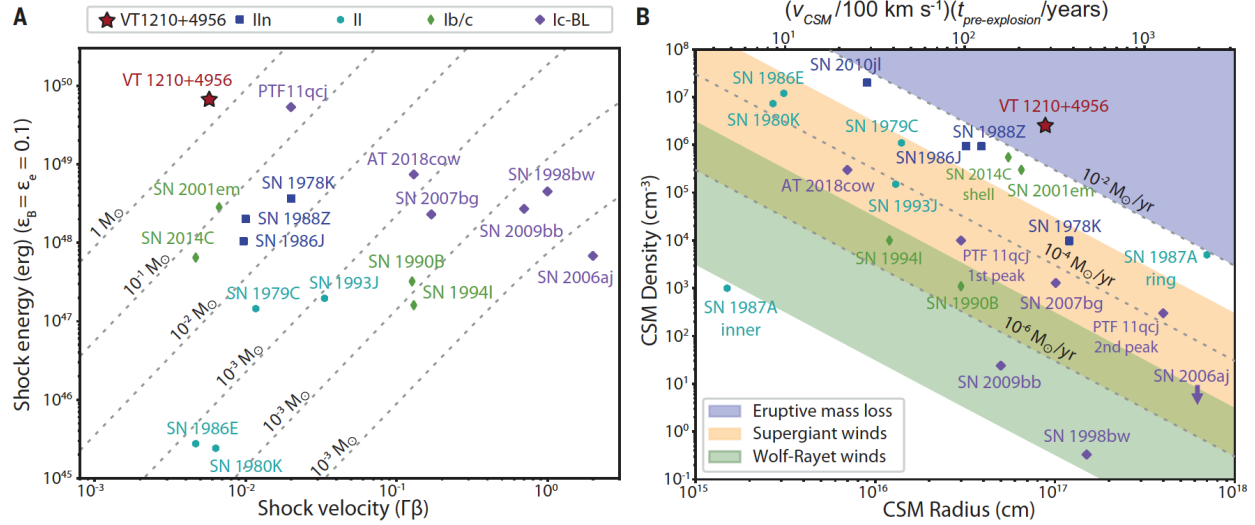 VT1210+4956 IIn II Ib/c Ic-BL
A
Shock energy (erg) (ε_B = ε_e = 0.1)
10^50
10^49
10^48
10^47
10^46
10^45
VT 1210+4956
PTF11qcj
AT 2018cow
SN 1998bw
SN 2001em
SN 1978K
SN 2007bg
SN 1988Z
SN 2014C
SN 1986J
SN 2009bb
SN 1990B
SN 2006aj
SN 1979C
SN 1993J
SN 1994I
SN 1986E
SN 1980K
1 M⊙
10^-1 M⊙
10^-2 M⊙
10^-3 M⊙
10^-3 M⊙
10^-3 M⊙
10^-3 10^-2 10^-1 10^0
Shock velocity (Γβ)
B
(v_CSM /100 km s^-1)(t_pre-explosion/years)
10^1 10^2 10^3
CSM Density (cm^-3)
10^8
10^7
10^6
10^5
10^4
10^3
10^2
10^1
10^0
10^-1
SN 2010jl
SN 1986E
SN 1980K
VT 1210+4956
SN 1979C
SN 1988Z
SN1986J
AT 2018cow
SN 2014C
shell
SN 2001em
SN 1993J
10^-2 M⊙/yr
SN 1978K
SN 1994I
PTF 11qcj
1st peak
10^-4 M⊙/yr
SN 1987A
ring
SN 1987A
inner
SN 1990B
SN 2007bg
10^-6 M⊙/yr
PTF 11qcj
2nd peak
SN 2009bb
SN 2006aj
SN 1998bw
Eruptive mass loss
Supergiant winds
Wolf-Rayet winds
10^15 10^16 10^17 10^18
CSM Radius (cm)